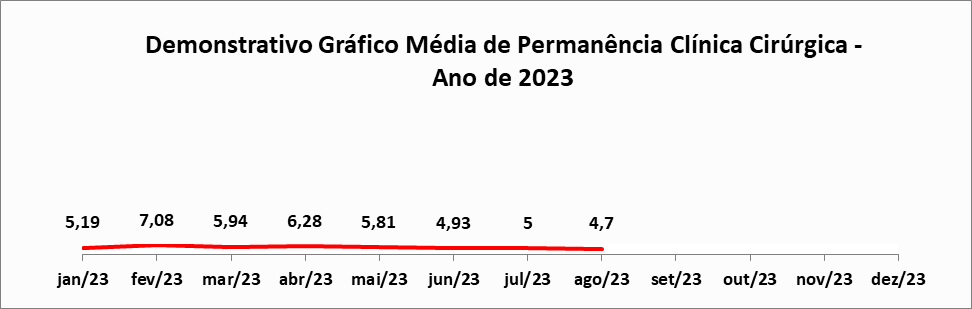 Demonstrativo Gráfico Média de Permanência Clínica Cirúrgica -
Ano de 2023
5,19 7,08 5,94 6,28 5,81 4,93 5 4,7
jan/23 fev/23 mar/23 abr/23 mai/23 jun/23 jul/23 ago/23 set/23 out/23 nov/23 dez/23